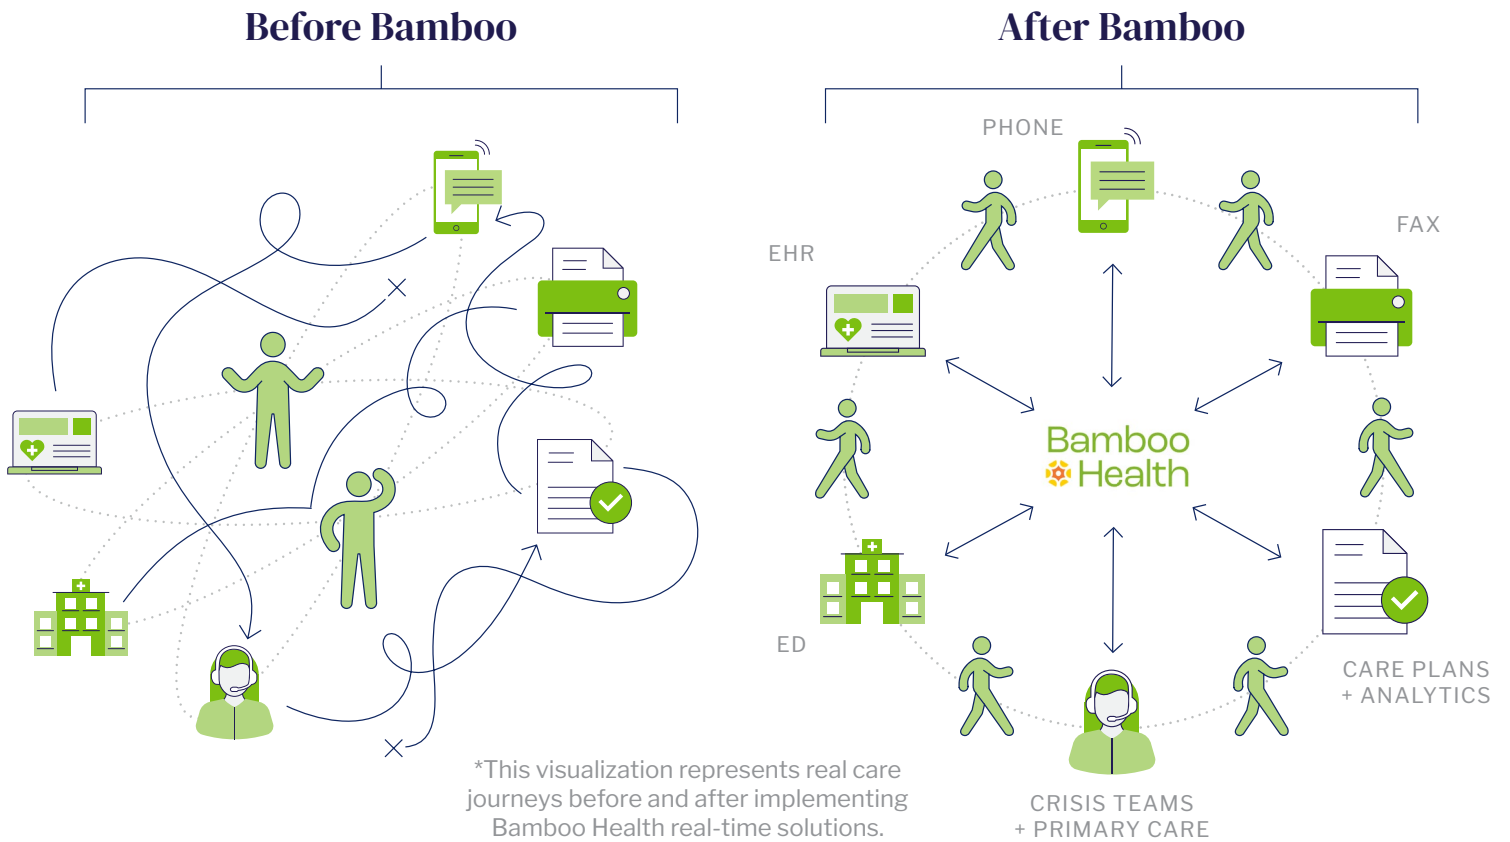 Before Bamboo
After Bamboo
PHONE
FAX
EHR
Bamboo
Health
ED
CARE PLANS
+ ANALYTICS
*This visualization represents real care
journeys before and after implementing
Bamboo Health real-time solutions.
CRISIS TEAMS
+ PRIMARY CARE